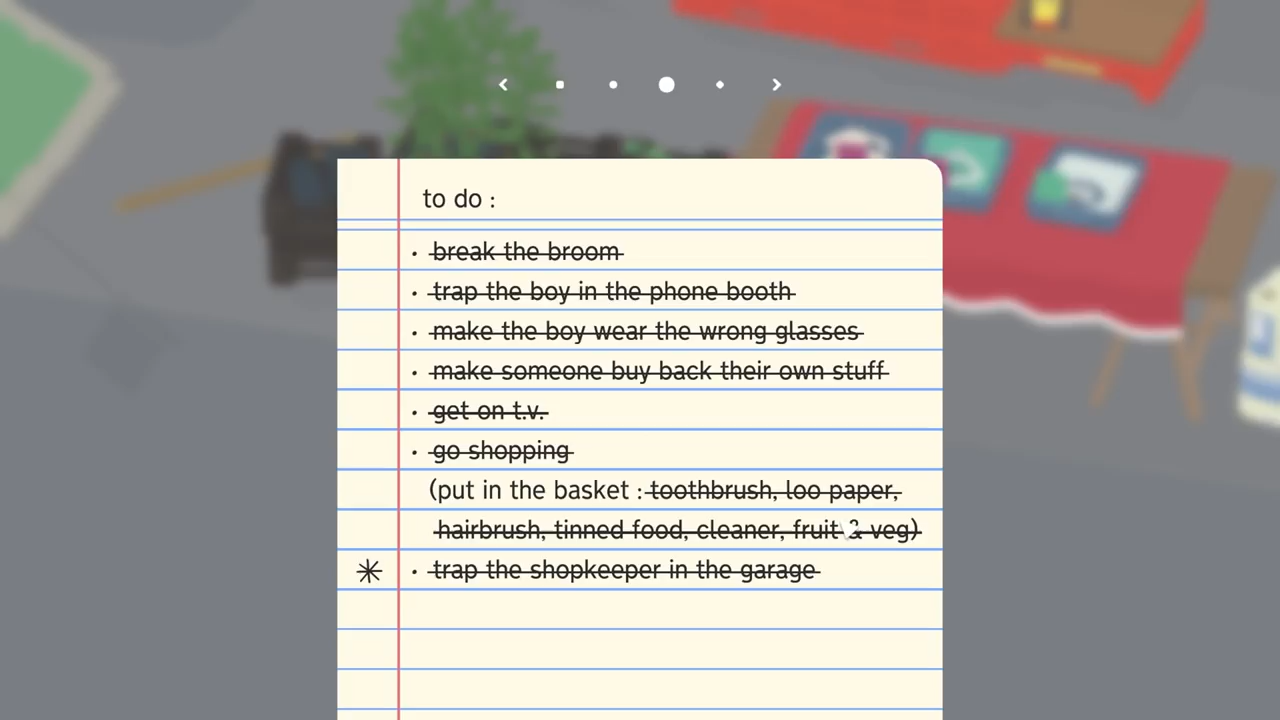 to do :
· break the broom
· trap the boy in the phone booth
· make the boy wear the wrong glasses
· make someone buy back their own stuff
· get on t.v.
· go shopping
(put in the basket : toothbrush, loo paper,
hairbrush, tinned food, cleaner, fruit & veg)
· trap the shopkeeper in the garage